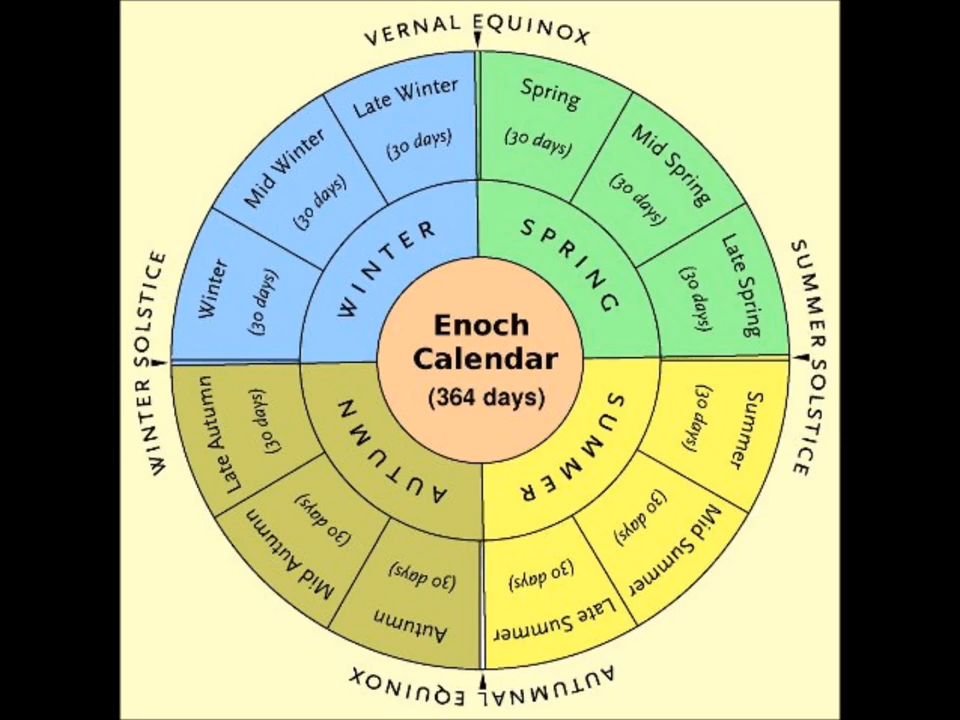 VERNAL EQUINOX
Spring
(30 days)
Mid Spring
(30 days)
Late Spring
(30 days)
SPRING
SUMMER SOLSTICE
Summer
(30 days)
Mid Summer
(30 days)
Late Summer
(30 days)
SUMMER
AUTUMNAL EQUINOX
Autumn
(30 days)
Mid Autumn
(30 days)
Late Autumn
(30 days)
AUTUMN
WINTER SOLSTICE
Winter
(30 days)
Mid Winter
(30 days)
Late Winter
(30 days)
WINTER
Enoch
Calendar
(364 days)